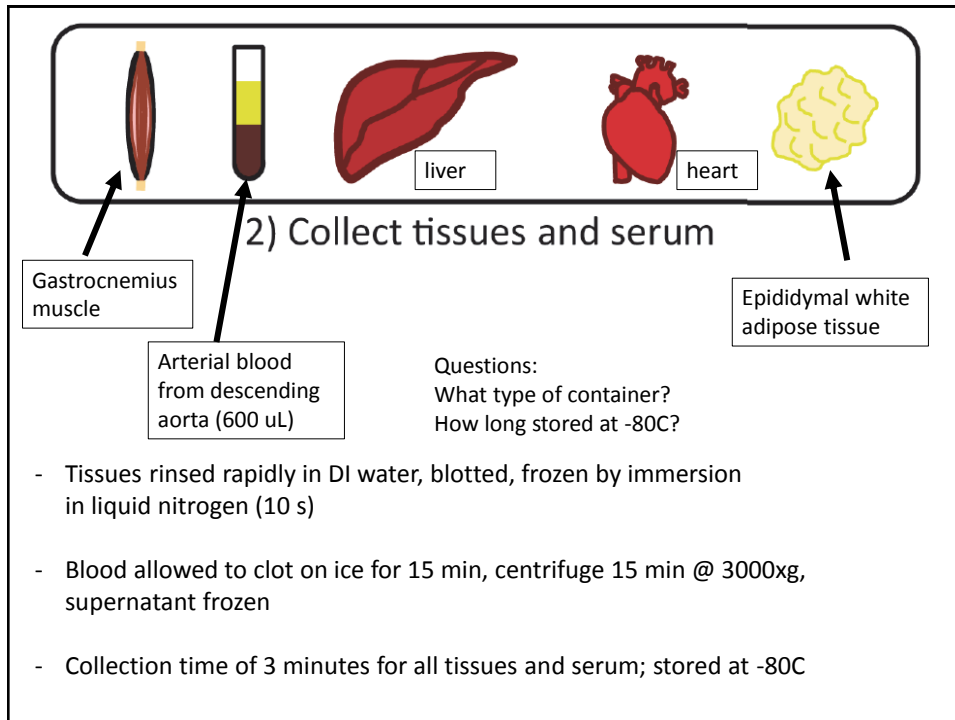 liver
heart
2) Collect tissues and serum
Gastrocnemius
muscle
Epididymal white
adipose tissue
Arterial blood
from descending
aorta (600 uL)
Questions:
What type of container?
How long stored at -80C?
- Tissues rinsed rapidly in DI water, blotted, frozen by immersion
in liquid nitrogen (10 s)
- Blood allowed to clot on ice for 15 min, centrifuge 15 min @ 3000xg,
supernatant frozen
- Collection time of 3 minutes for all tissues and serum; stored at -80C